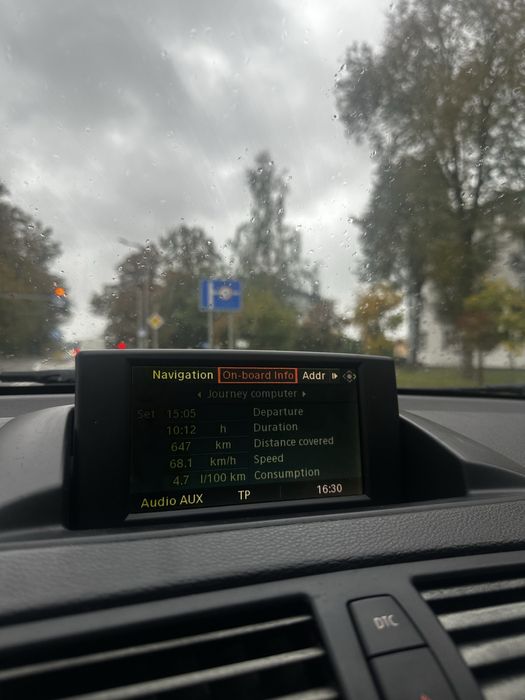 Navigation On-board Info Addr
Journey computer
Set 15:05 Departure
10:12 h Duration
647 km Distance covered
68.1 km/h Speed
4.7 l/100 km Consumption
Audio AUX TP 16:30
DTC